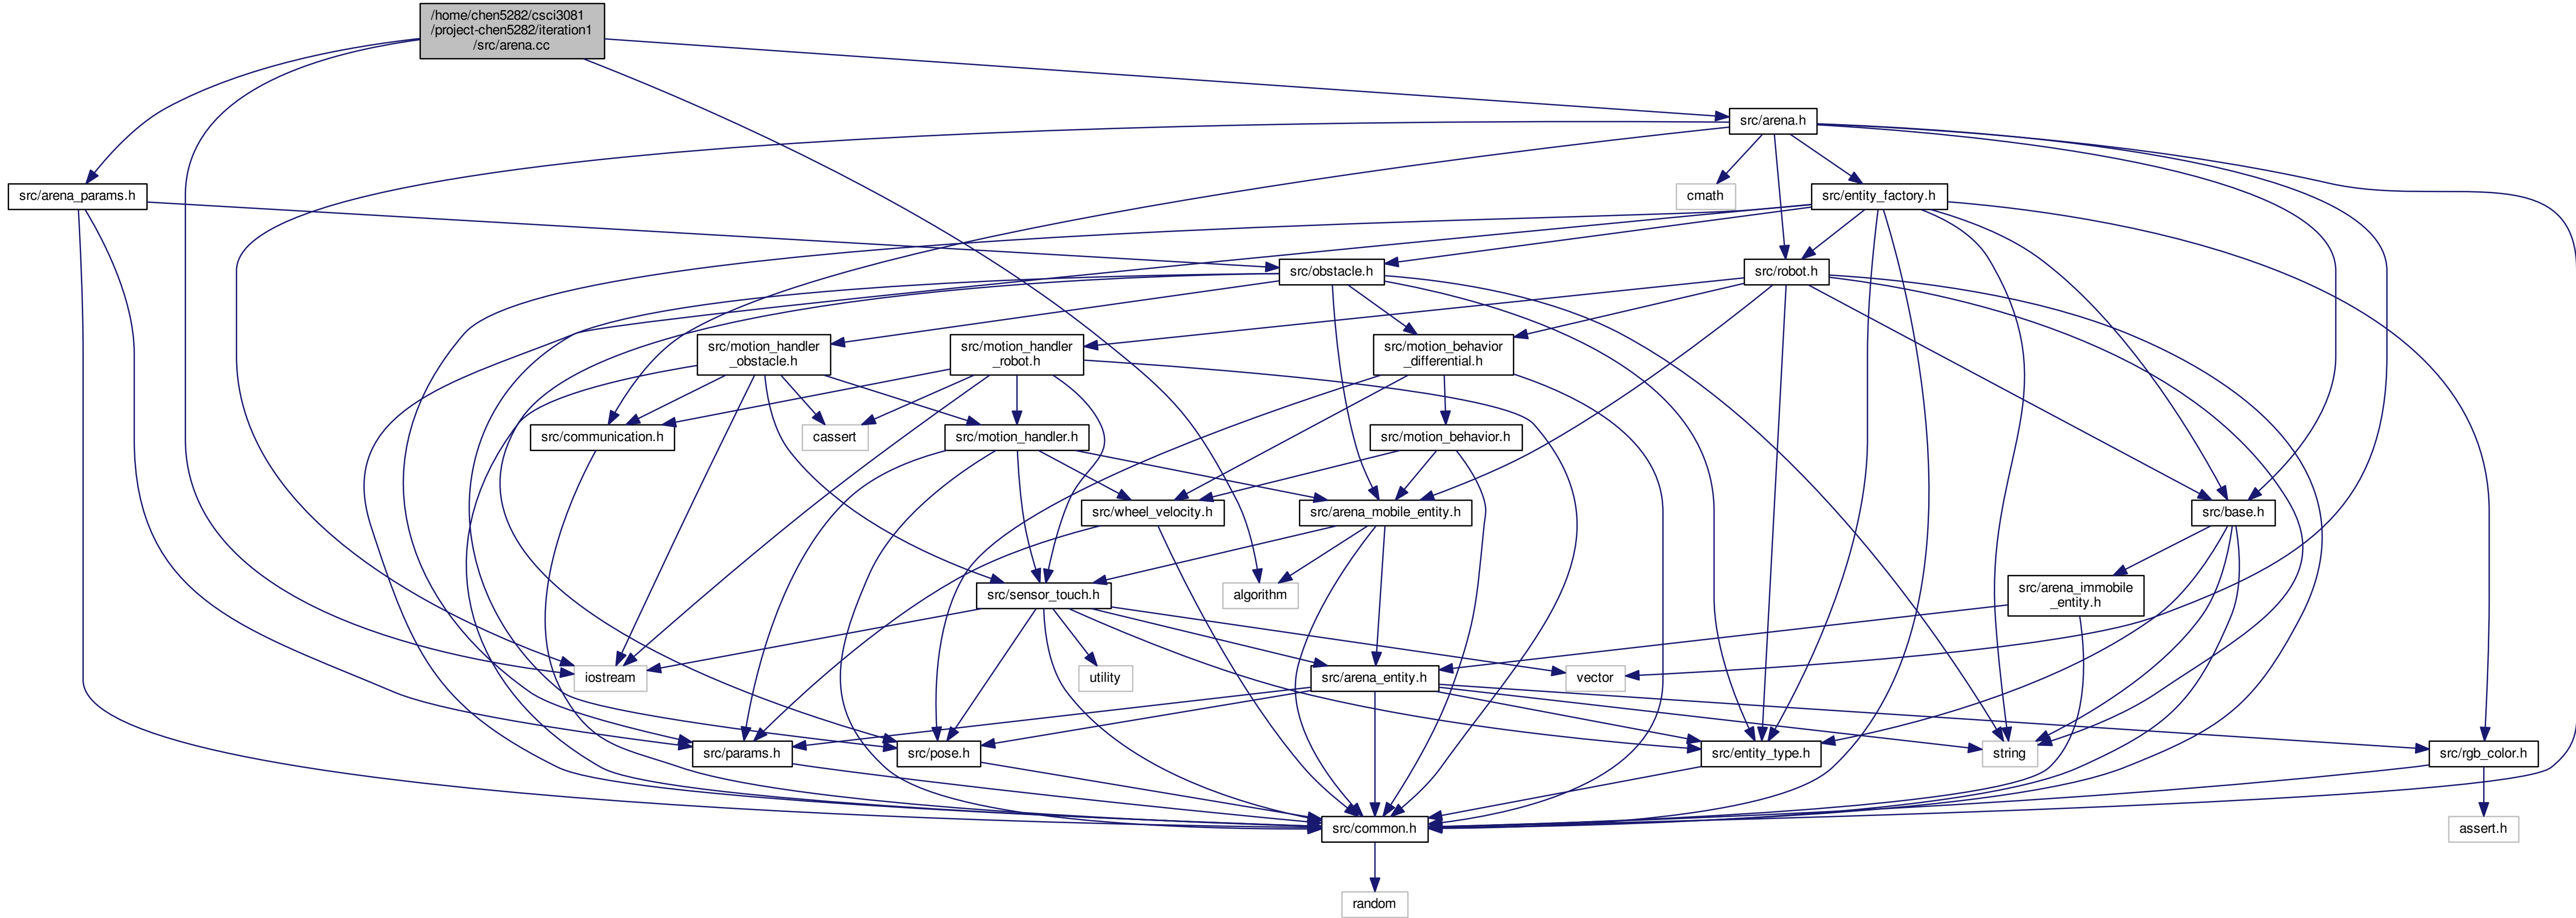 /home/chen5282/csci3081
/project-chen5282/iteration1
/src/arena.cc
src/arena.h
src/arena_params.h
cmath
src/entity_factory.h
src/obstacle.h
src/robot.h
src/motion_handler
_obstacle.h
src/motion_handler
_robot.h
src/motion_behavior
_differential.h
src/communication.h
cassert
src/motion_handler.h
src/motion_behavior.h
src/wheel_velocity.h
src/arena_mobile_entity.h
src/base.h
src/sensor_touch.h
algorithm
src/arena_immobile
_entity.h
iostream
utility
src/arena_entity.h
vector
src/params.h
src/pose.h
src/entity_type.h
string
src/rgb_color.h
src/common.h
assert.h
random